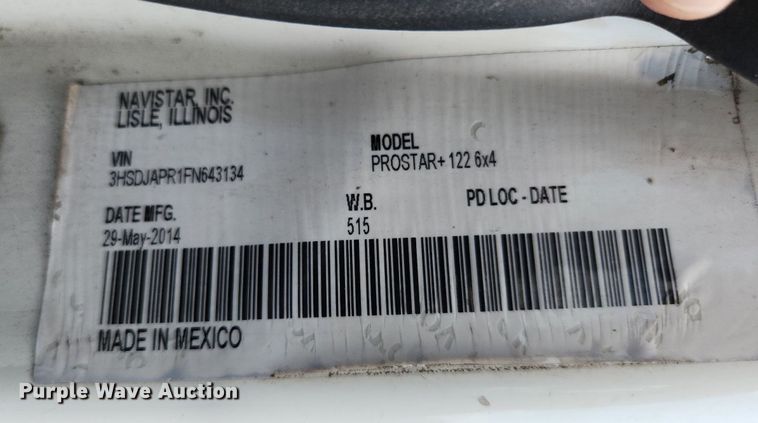 NAVISTAR, INC.
LISLE, ILLINOIS
VIN
3HSDJAPR1FN643134
MODEL
PROSTAR+ 122 6x4
DATE MFG.
29-May-2014
W.B.
515
PD LOC - DATE
MADE IN MEXICO
Purple Wave Auction